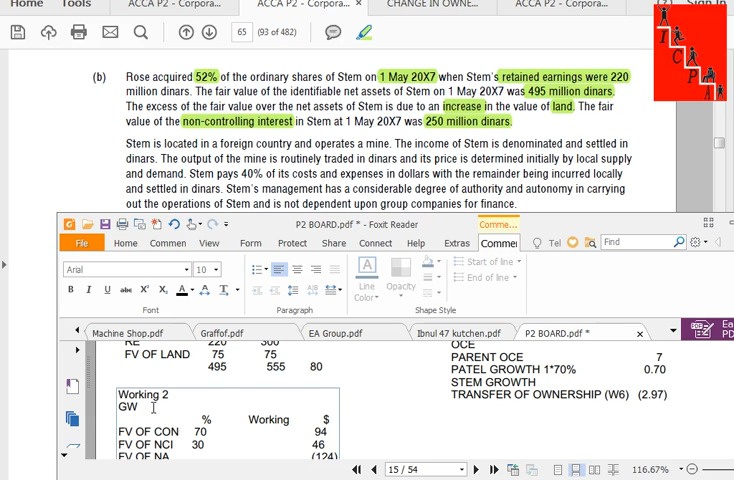 Home Tools
ACCA P2 - Corpora... ACCA P2 - Corpora... × CHANGE IN OWNE... ACCA P2 - Corpora...
65 (93 of 482)
I C P A
(b) Rose acquired 52% of the ordinary shares of Stem on 1 May 20X7 when Stem's retained earnings were 220
million dinars. The fair value of the identifiable net assets of Stem on 1 May 20X7 was 495 million dinars.
The excess of the fair value over the net assets of Stem is due to an increase in the value of land. The fair
value of the non-controlling interest in Stem at 1 May 20X7 was 250 million dinars.
Stem is located in a foreign country and operates a mine. The income of Stem is denominated and settled in
dinars. The output of the mine is routinely traded in dinars and its price is determined initially by local supply
and demand. Stem pays 40% of its costs and expenses in dollars with the remainder being incurred locally
and settled in dinars. Stem's management has a considerable degree of authority and autonomy in carrying
out the operations of Stem and is not dependent upon group companies for finance.
P2 BOARD.pdf * - Foxit Reader Comme...
File Home Comment View Form Protect Share Connect Help Extras Commer Tel Find
Arial 10
Line Color Opacity
Start of line
End of line
Font Paragraph Shape Style
Machine Shop.pdf Graffof.pdf EA Group.pdf Ibnul 47 kutchen.pdf P2 BOARD.pdf * × Ea
PD
RE 220 300
FV OF LAND 75 75
495 555 80
Working 2
GW
% Working $
FV OF CON 70 94
FV OF NCI 30 46
FV OF NA (124)
OCE
PARENT OCE 7
PATEL GROWTH 1*70% 0.70
STEM GROWTH
TRANSFER OF OWNERSHIP (W6) (2.97)
15 / 54 116.67%